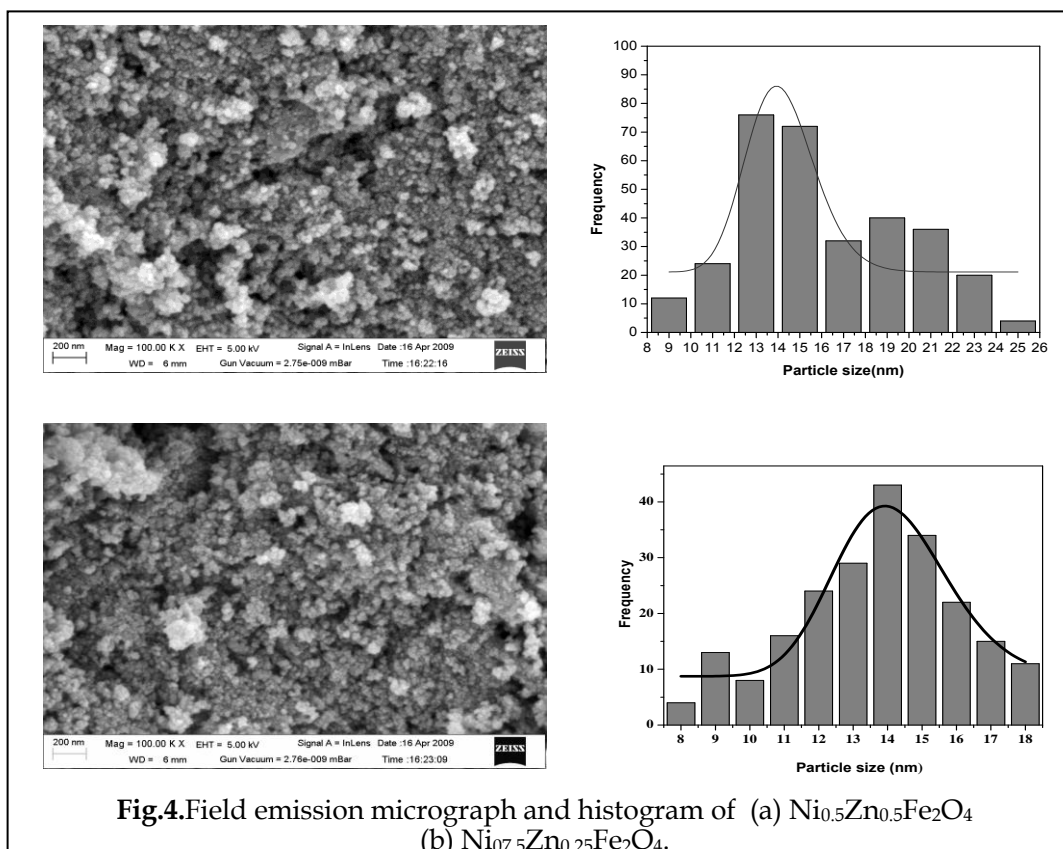 200 nm Mag = 100.00 K X EHT = 5.00 kV Signal A = InLens Date :16 Apr 2009
WD = 6 mm Gun Vacuum = 2.75e-009 mBar Time :16:22:16
ZEISS
100
90
80
70
60
50
40
30
20
10
0
Frequency
8 9 10 11 12 13 14 15 16 17 18 19 20 21 22 23 24 25 26
Particle size(nm)
200 nm Mag = 100.00 K X EHT = 5.00 kV Signal A = InLens Date :16 Apr 2009
WD = 6 mm Gun Vacuum = 2.76e-009 mBar Time :16:23:09
ZEISS
40
30
20
10
0
Frequency
8 9 10 11 12 13 14 15 16 17 18
Particle size (nm)
Fig.4.Field emission micrograph and histogram of (a) Ni₀.₅Zn₀.₅Fe₂O₄
(b) Ni₀₇.₅Zn₀.₂₅Fe₂O₄.